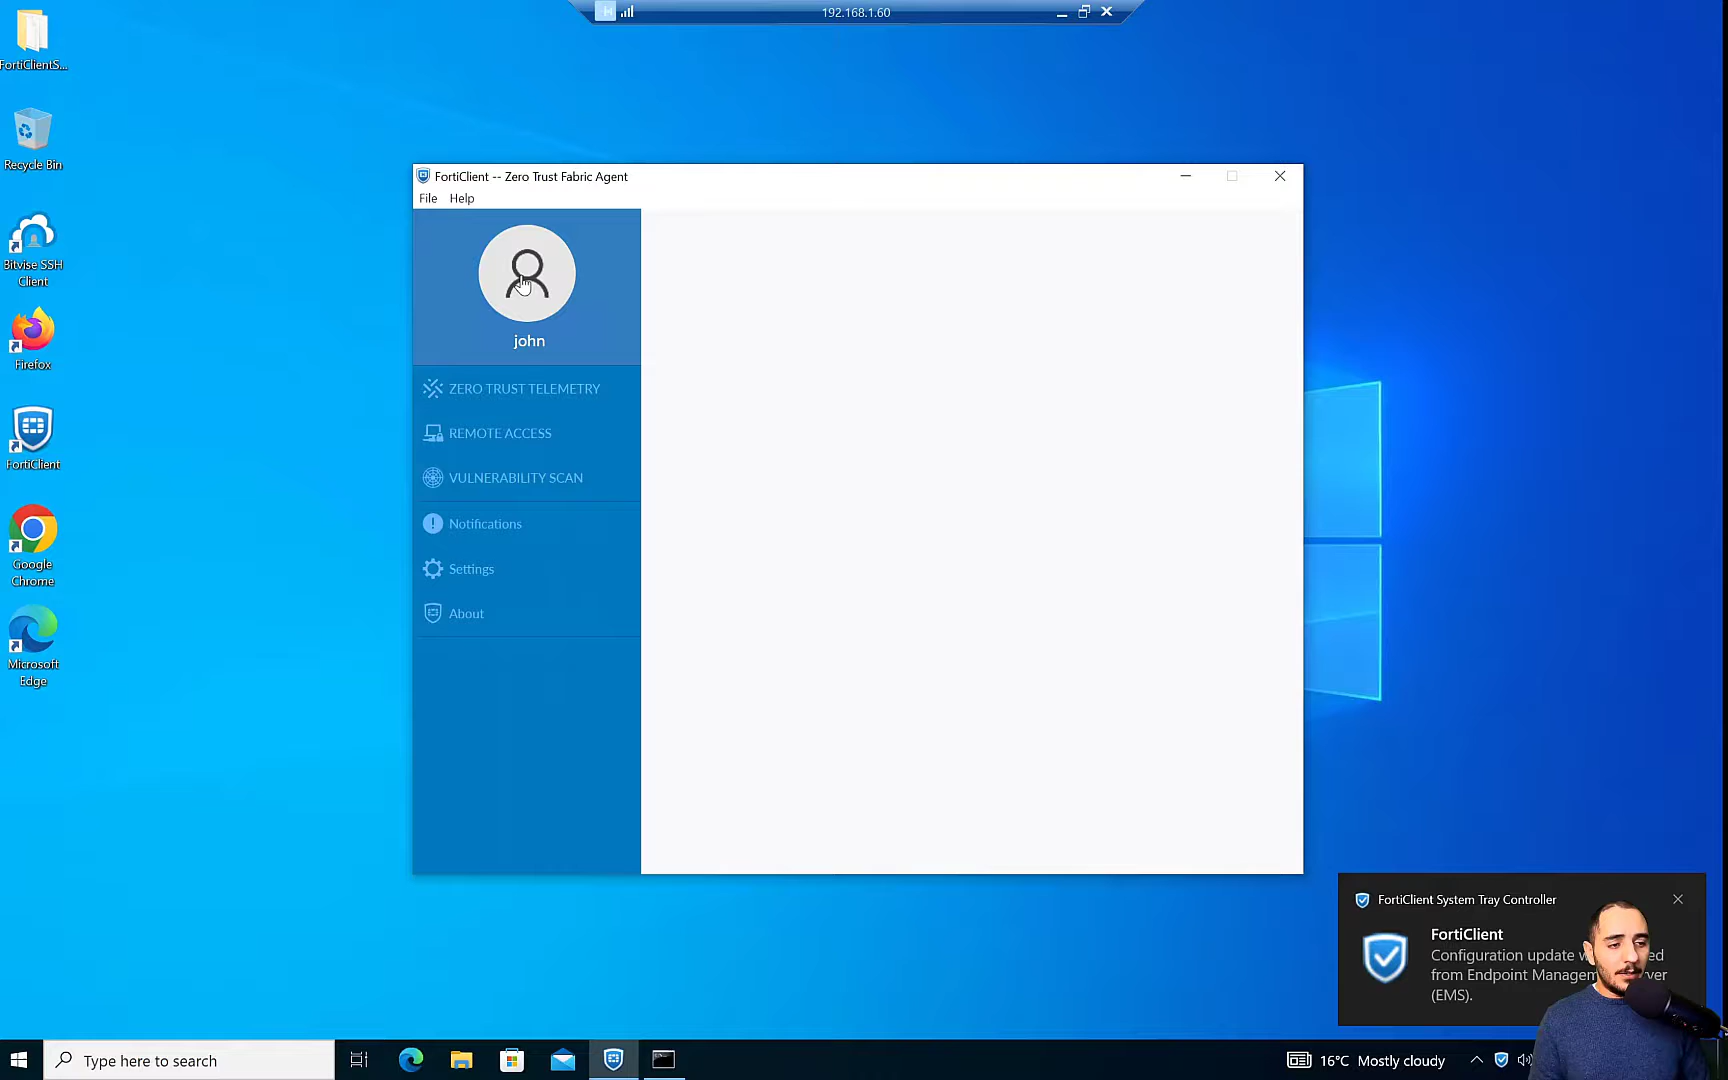 192.168.1.60
FortiClientS...
Recycle Bin
Bitvise SSH
Client
Firefox
FortiClient
Google
Chrome
Microsoft
Edge
FortiClient -- Zero Trust Fabric Agent
File Help
john
ZERO TRUST TELEMETRY
REMOTE ACCESS
VULNERABILITY SCAN
Notifications
Settings
About
FortiClient System Tray Controller
FortiClient
Configuration update
from Endpoint
(EMS).
Type here to search
16°C Mostly cloudy